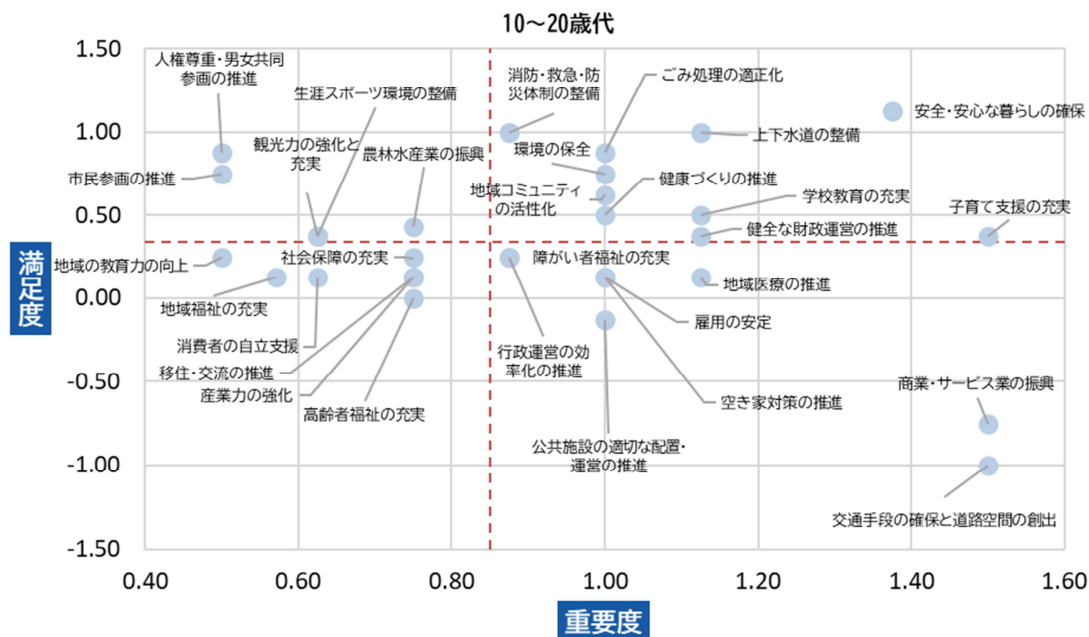 10～20歳代
1.50
1.00
0.50
0.00
-0.50
-1.00
-1.50
満足度
人権尊重・男女共同
参画の推進
生涯スポーツ環境の整備
観光力の強化と
充実
農林水産業の振興
市民参画の推進
消防・救急・防
災体制の整備
ごみ処理の適正化
安全・安心な暮らしの確保
上下水道の整備
環境の保全
地域コミュニティ
の活性化
健康づくりの推進
学校教育の充実
子育て支援の充実
健全な財政運営の推進
地域の教育力の向上
社会保障の充実
障がい者福祉の充実
地域医療の推進
地域福祉の充実
雇用の安定
消費者の自立支援
行政運営の効
率化の推進
移住・交流の推進
産業力の強化
高齢者福祉の充実
空き家対策の推進
商業・サービス業の振興
公共施設の適切な配置・
運営の推進
交通手段の確保と道路空間の創出
0.40
0.60
0.80
1.00
1.20
1.40
1.60
重要度